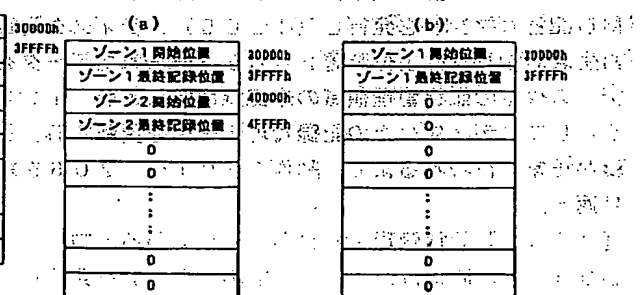 (a)
(b)
30000h
3FFFFh
ゾーン1開始位置 30000h
ゾーン1最終記録位置 3FFFFh
ゾーン2開始位置 40000h
ゾーン2最終記録位置 4FFFFh
0
0
0
0
ゾーン1開始位置 30000h
ゾーン1最終記録位置 3FFFFh
0
0
0
0
0
0